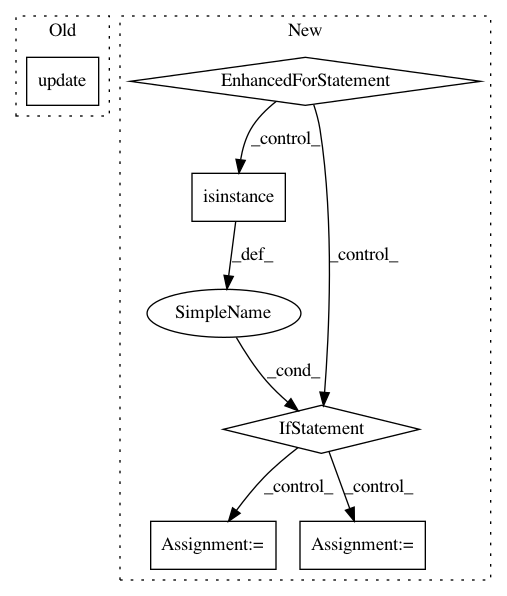 Old
New
update
EnhancedForStatement
_control_
isinstance
_def_
_control_
SimpleName
_cond_
IfStatement
_control_
_control_
Assignment:=
Assignment:=